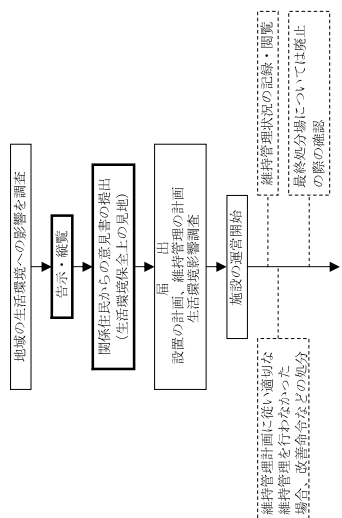 地域の生活環境への影響を調査
告示・縦覧
関係住民からの意見書の提出
（生活環境保全上の見地）
届　出
設置の計画、維持管理の計画
生活環境影響調査
施設の運営開始
維持管理状況の記録・閲覧
最終処分場については廃止
の際の確認
維持管理計画に従い適切な
維持管理を行わなかった
場合、改善命令などの処分